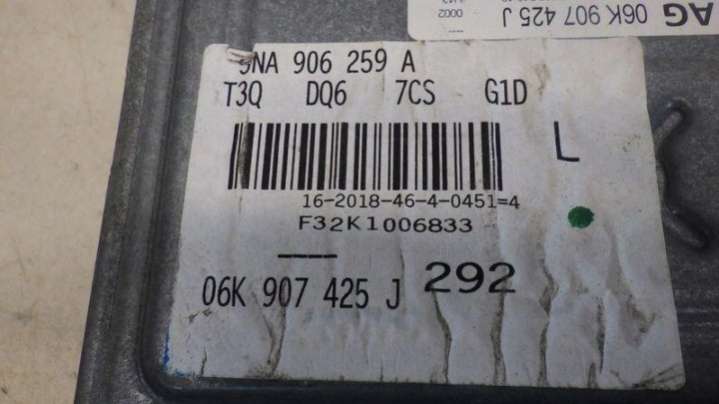 AG 06K 907 425 J
0002
5NA 906 259 A
T3Q DQ6 7CS G1D
L
16-2018-46-4-0451=4
F32K1006833
06K 907 425 J 292